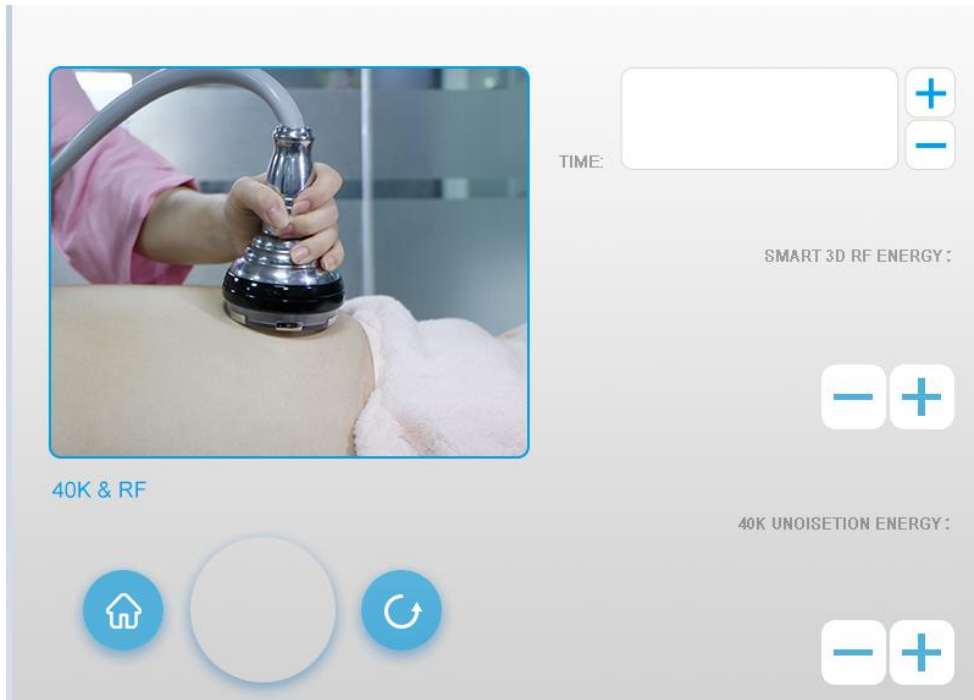 TIME:
SMART 3D RF ENERGY:
40K & RF
40K UNOISETION ENERGY: